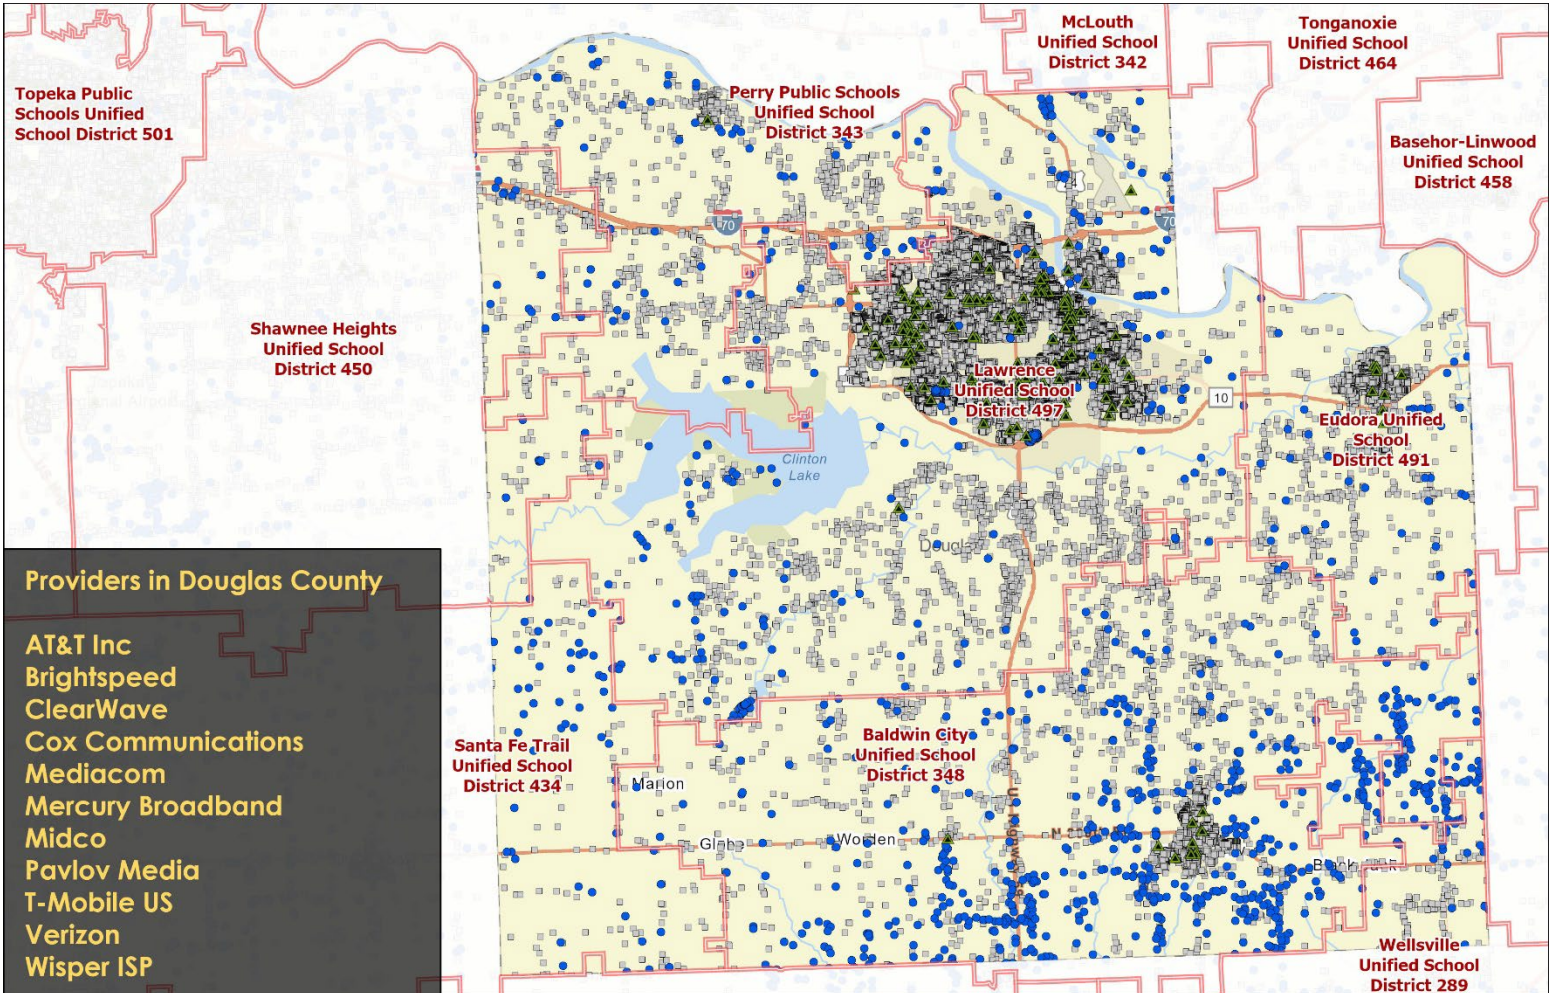 McLouth
Unified School
District 342
Tonganoxie
Unified School
District 464
Topeka Public
Schools Unified
School District 501
Perry Public Schools
Unified School
District 343
Basehor-Linwood
Unified School
District 458
70
70
Shawnee Heights
Unified School
District 450
Lawrence
Unified School
District 497
10
Eudora Unified
School
District 491
Clinton
Lake
Douglas
Providers in Douglas County
AT&T Inc
Brightspeed
ClearWave
Cox Communications
Mediacom
Mercury Broadband
Midco
Pavlov Media
T-Mobile US
Verizon
Wisper ISP
Santa Fe Trail
Unified School
District 434
Baldwin City
Unified School
District 348
Marion
Globe
Worden
Wellsville
Unified School
District 289